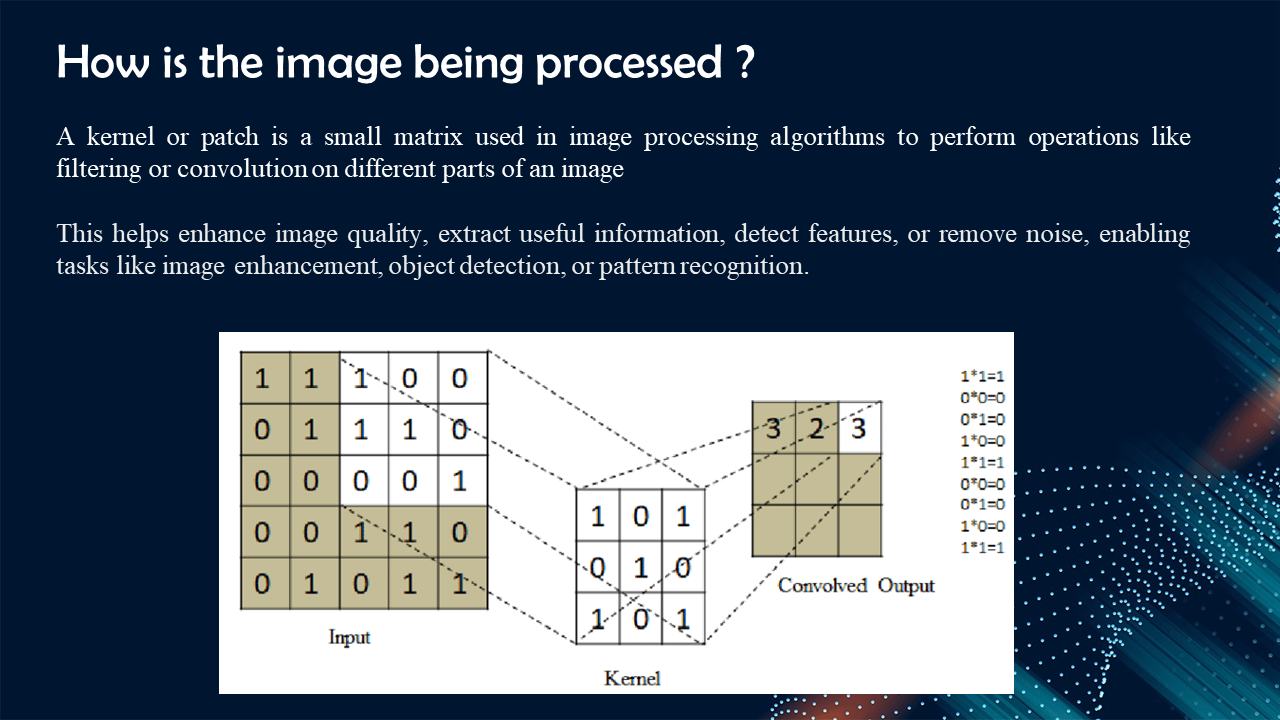 How is the image being processed ?
A kernel or patch is a small matrix used in image processing algorithms to perform operations like
filtering or convolution on different parts of an image
This helps enhance image quality, extract useful information, detect features, or remove noise, enabling
tasks like image enhancement, object detection, or pattern recognition.
1 1 1 0 0
0 1 1 1 0
0 0 0 0 1
0 0 1 1 0
0 1 0 1 1
Input
1 0 1
0 1 0
1 0 1
Kernel
3 2 3
Convolved Output
1*1=1
0*0=0
0*1=0
1*0=0
1*1=1
0*0=0
0*1=0
1*0=0
1*1=1